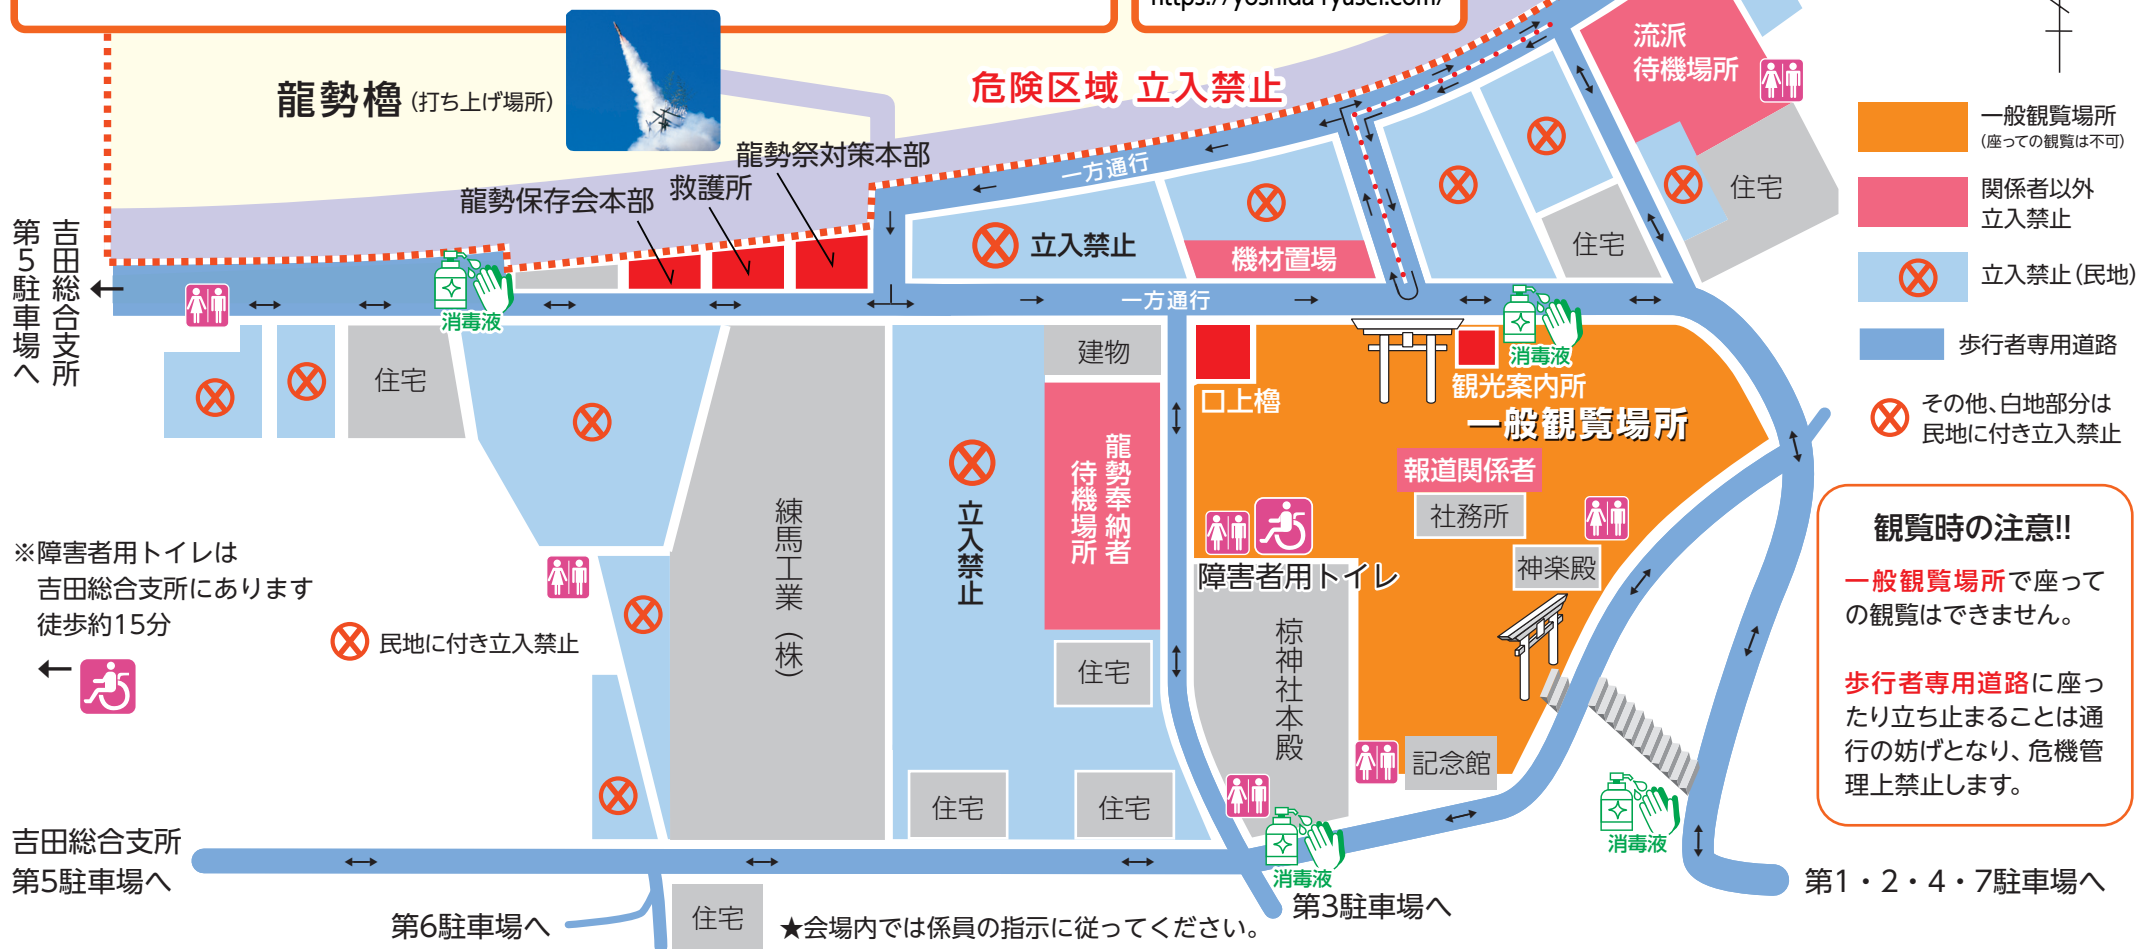 https://yoshida-ryusei.com/
龍勢櫓 (打ち上げ場所)
危険区域 立入禁止
流派
待機場所
龍勢祭対策本部
救護所
龍勢保存会本部
一方通行
住宅
住宅
立入禁止
機材置場
一方通行
吉田総合支所
第5駐車場へ
消毒液
消毒液
住宅
建物
口上櫓
観光案内所
一般観覧場所
報道関係者
社務所
神楽殿
障害者用トイレ
龍勢奉納者
待機場所
立入禁止
練馬工業(株)
椋神社本殿
記念館
住宅
住宅
住宅
※障害者用トイレは
吉田総合支所にあります
徒歩約15分
民地に付き立入禁止
吉田総合支所
第5駐車場へ
第6駐車場へ
住宅
★会場内では係員の指示に従ってください。
消毒液
第3駐車場へ
消毒液
第1・2・4・7駐車場へ
一般観覧場所
(座っての観覧は不可)
関係者以外
立入禁止
立入禁止(民地)
歩行者専用道路
その他、白地部分は
民地に付き立入禁止
観覧時の注意!!
一般観覧場所で座って
の観覧はできません。
歩行者専用道路に座っ
たり立ち止まることは通
行の妨げとなり、危機管
理上禁止します。